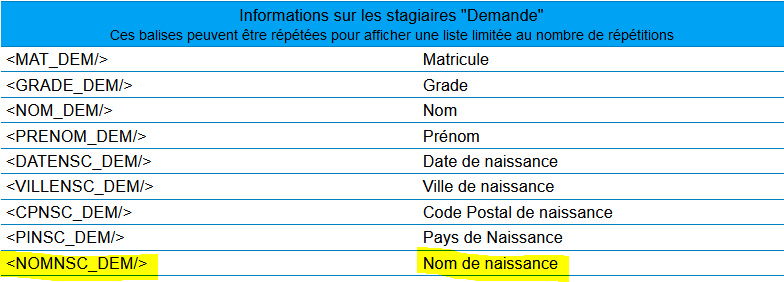 Informations sur les stagiaires "Demande"
Ces balises peuvent être répétées pour afficher une liste limitée au nombre de répétitions
<MAT_DEM/> Matricule
<GRADE_DEM/> Grade
<NOM_DEM/> Nom
<PRENOM_DEM/> Prénom
<DATENSC_DEM/> Date de naissance
<VILLENSC_DEM/> Ville de naissance
<CPNSC_DEM/> Code Postal de naissance
<PINSC_DEM/> Pays de Naissance
<NOMNSC_DEM/> Nom de naissance